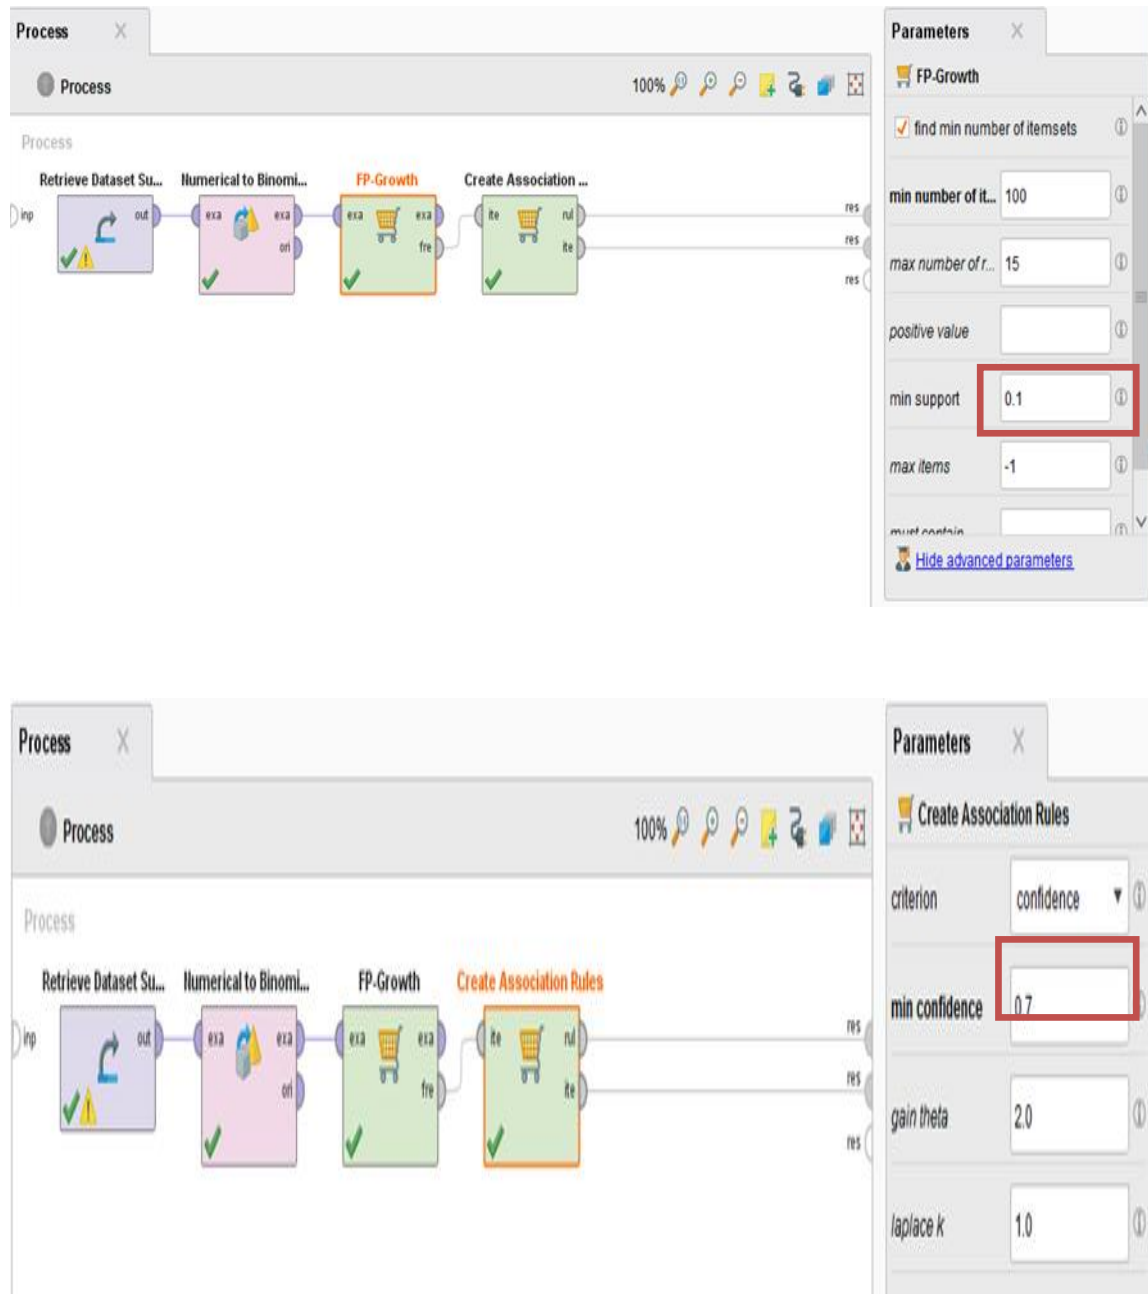 Process
Process
100%
Process
Retrieve Dataset Su...
Numerical to Binomi...
FP-Growth
Create Association ...
inp
out
exa
exa
ori
exa
exa
fre
ite
rul
ite
res
res
res
Parameters
FP-Growth
find min number of itemsets
min number of it... 100
max number of r... 15
positive value
min support 0.1
max items -1
must contain
Hide advanced parameters
Process
Process
100%
Process
Retrieve Dataset Su...
Numerical to Binomi...
FP-Growth
Create Association Rules
inp
out
exa
exa
ori
exa
exa
fre
ite
rul
ite
res
res
res
Parameters
Create Association Rules
criterion confidence
min confidence 0.7
gain theta 2.0
laplace k 1.0